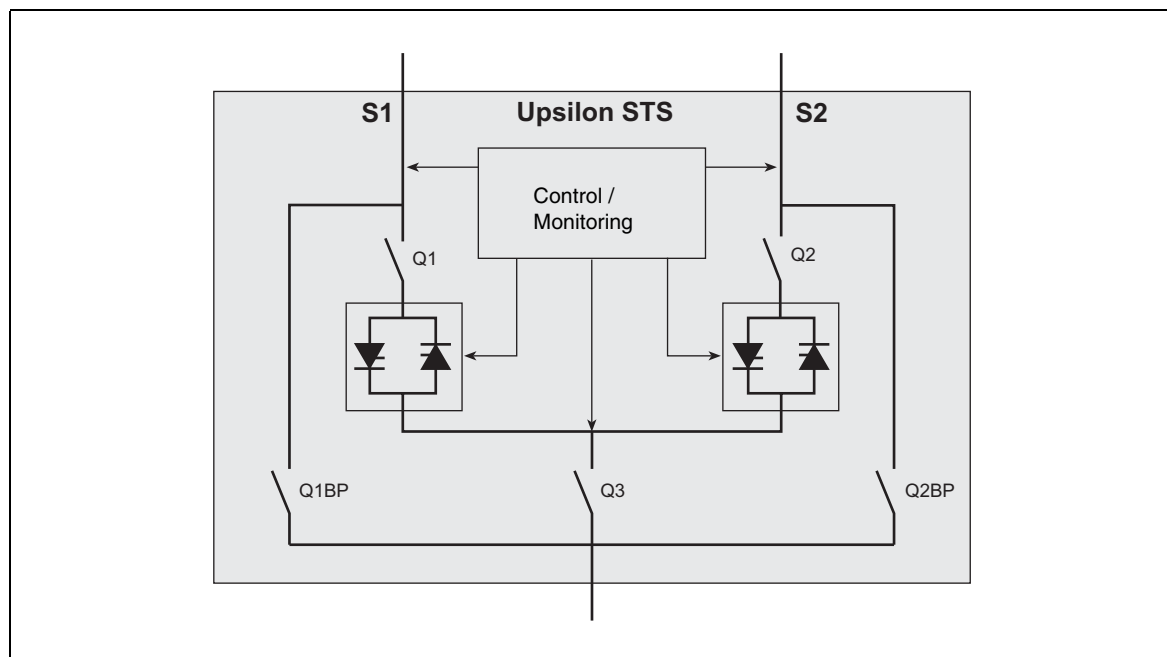 S1
Upsilon STS
S2
Control /
Monitoring
Q1
Q2
Q1BP
Q3
Q2BP